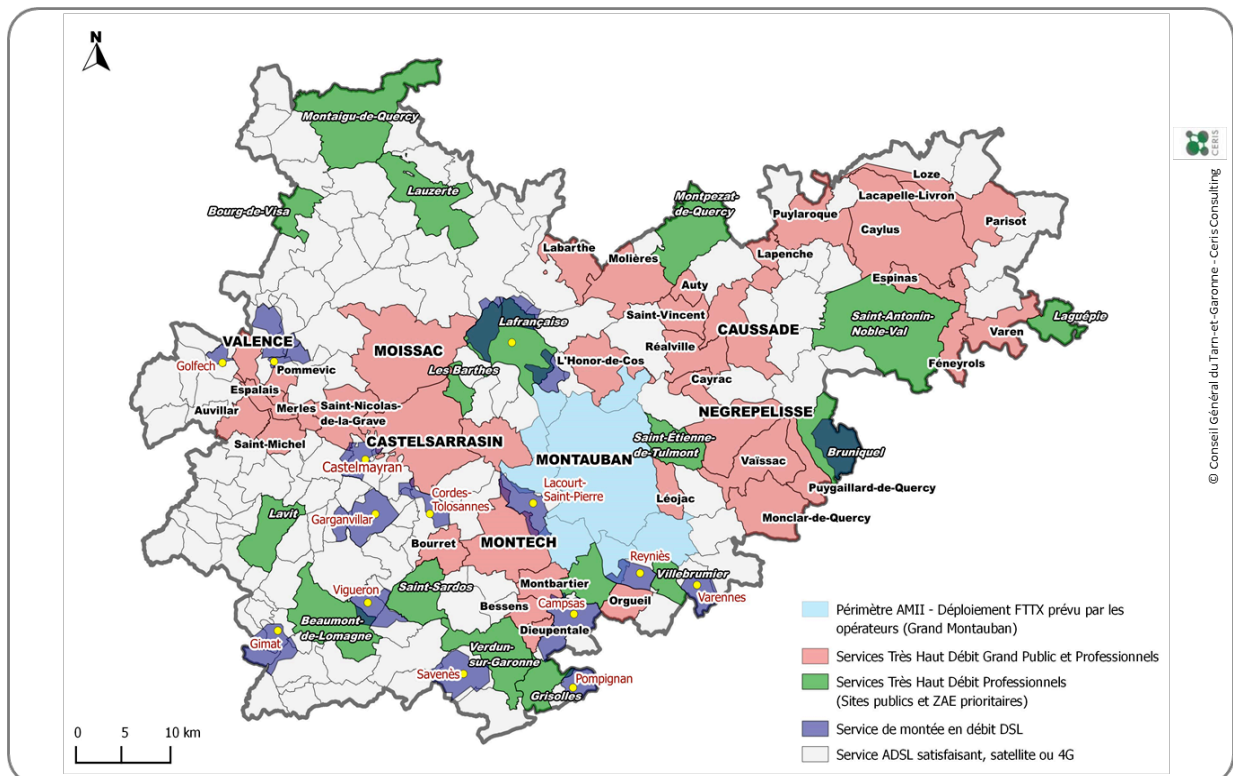 N
Montaigu-de-Quercy
Lauzerte
Bourg-de-Visa
Montpezat-
de-Quercy
Loze
Lacapelle-Livron
Puylaroque
Parisot
Caylus
Labarthe
Molières
Lapenche
Espinas
Auty
Saint-Antonin-
Noble-Val
Laguépie
Saint-Vincent
Lafrançaise
CAUSSADE
Varen
VALENCE
MOISSAC
Réalville
L'Honor-de-Cos
Féneyrols
Golfech
Pommevic
Les Barthes
Cayrac
Espalais
Auvillar
Merles
Saint-Nicolas-
de-la-Grave
NEGREPELISSE
Saint-Michel
CASTELSARRASIN
Saint-Étienne-
de-Tulmont
Bruniquel
MONTAUBAN
Vaïssac
Castelmayran
Puygaillard-de-Quercy
Lacourt-
Saint-Pierre
Cordes-
Tolosannes
Léojac
Lavit
Garganvillar
Monclar-de-Quercy
Bourret
MONTECH
Reyniès
Villebrumier
Vigueron
Saint-Sardos
Montbartier
Varennes
Bessens
Campsas
Orgueil
Beaumont-
de-Lomagne
Dieupentale
Gimat
Verdun-
sur-Garonne
Savenès
Pompignan
Grisolles
0 5 10 km
Périmètre AMII - Déploiement FTTX prévu par les
opérateurs (Grand Montauban)
Services Très Haut Débit Grand Public et Professionnels
Services Très Haut Débit Professionnels
(Sites publics et ZAE prioritaires)
Service de montée en débit DSL
Service ADSL satisfaisant, satellite ou 4G
CERIS
© Conseil Général du Tarn-et-Garonne - Ceris Consulting